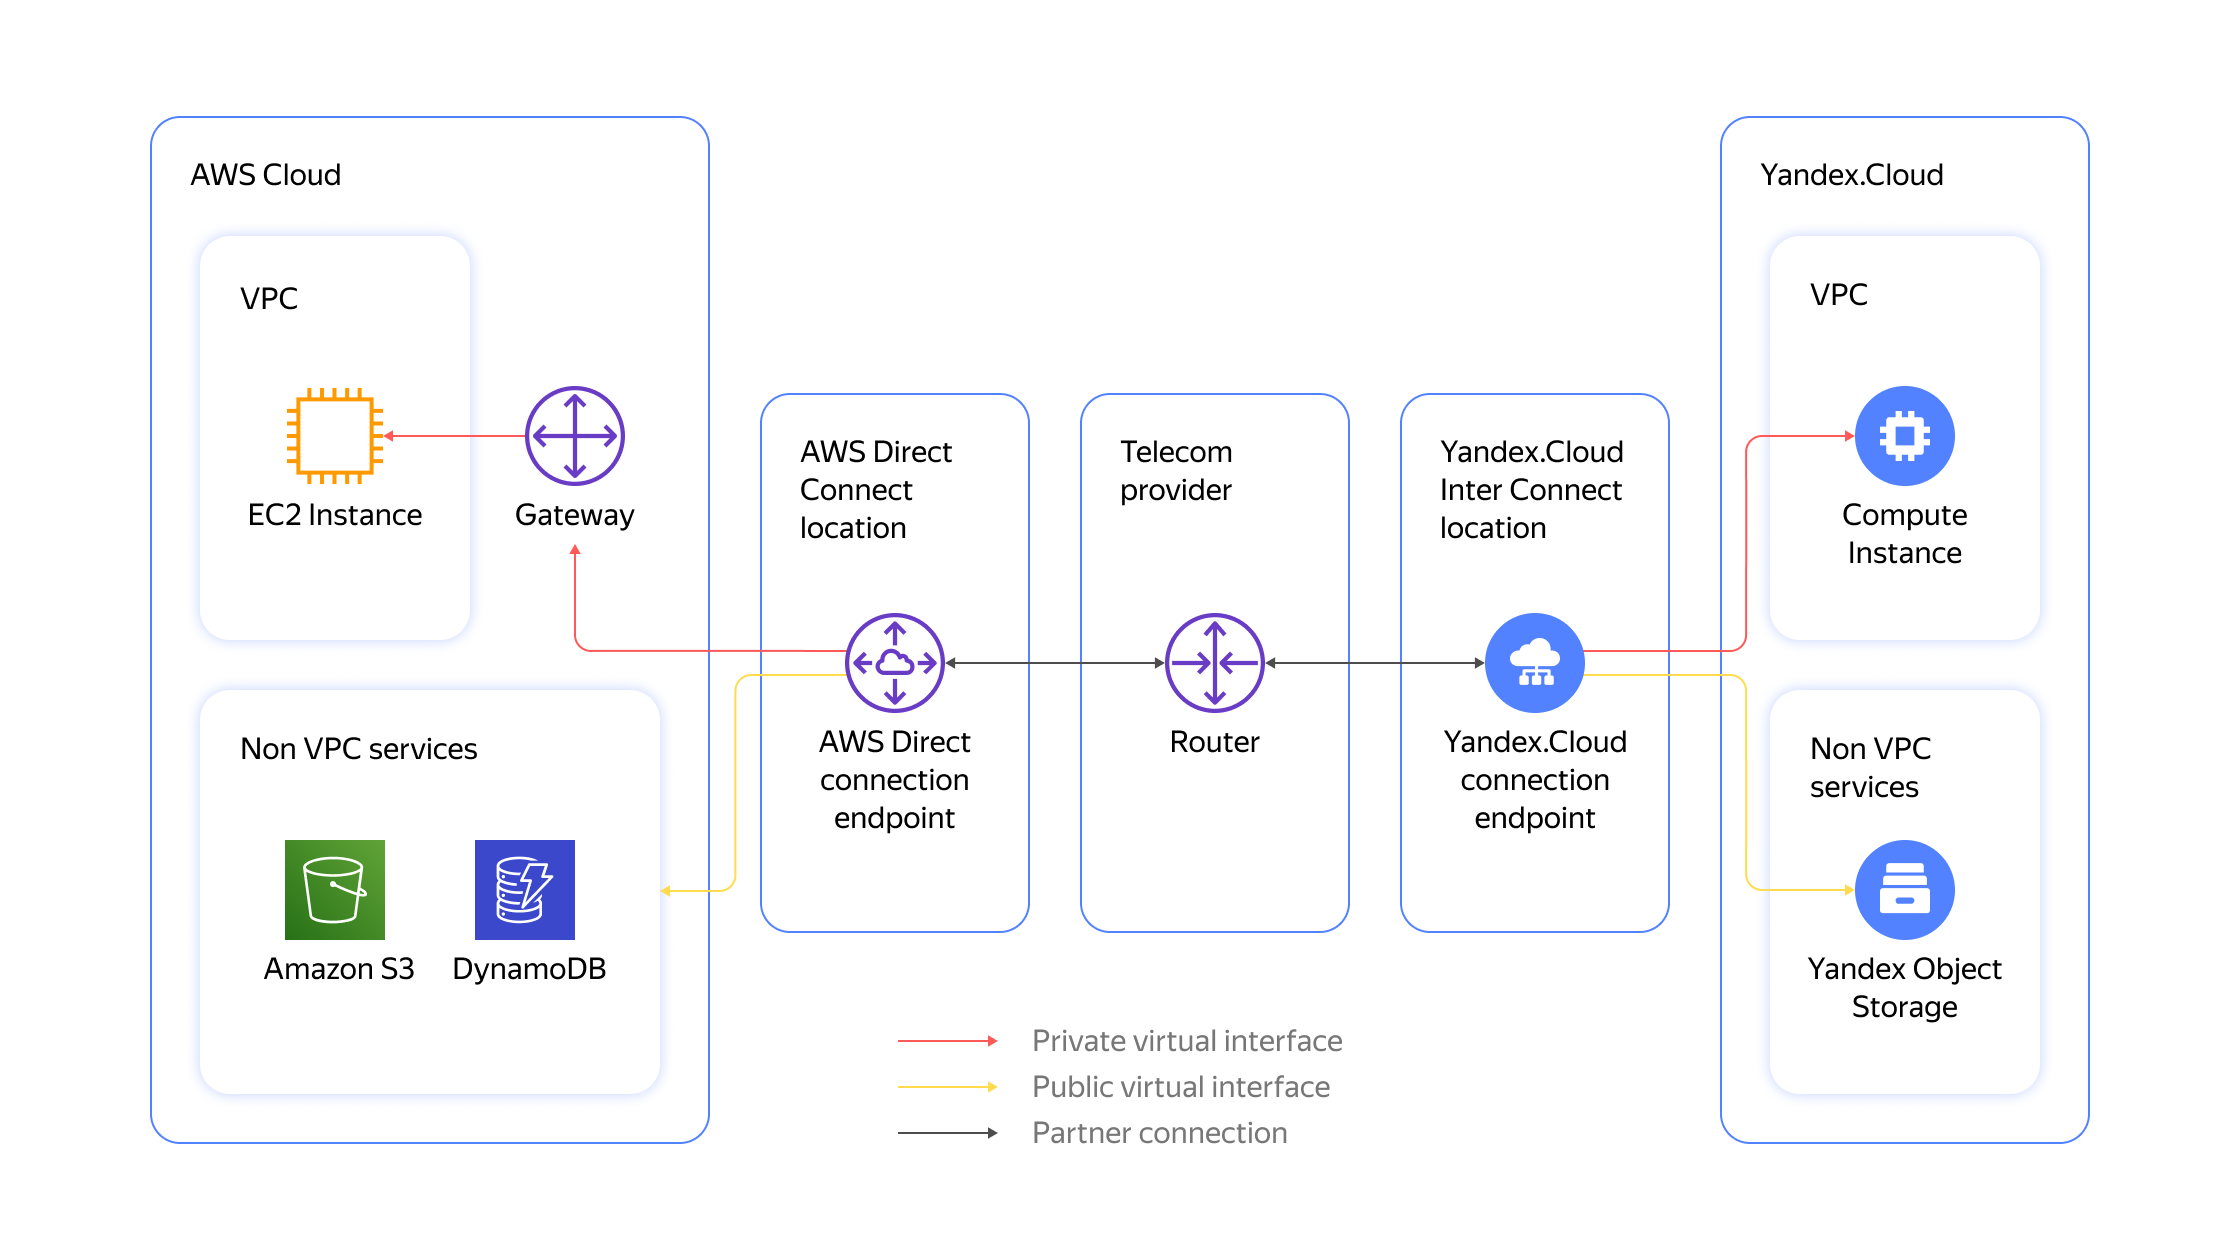 AWS Cloud
VPC
EC2 Instance
Gateway
Non VPC services
Amazon S3
DynamoDB
AWS Direct
Connect
location
AWS Direct
connection
endpoint
Telecom
provider
Router
Yandex.Cloud
Inter Connect
location
Yandex.Cloud
connection
endpoint
Yandex.Cloud
VPC
Compute
Instance
Non VPC
services
Yandex Object
Storage
Private virtual interface
Public virtual interface
Partner connection